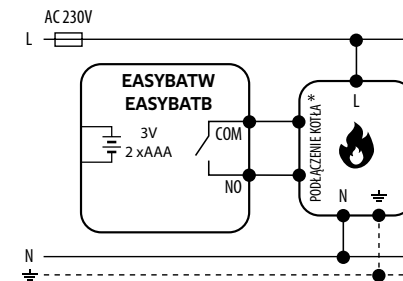 AC 230V
L
EASYBATW
EASYBATB
3V
2 xAAA
COM
NO
PODŁĄCZENIE KOTŁA *
L
N
N